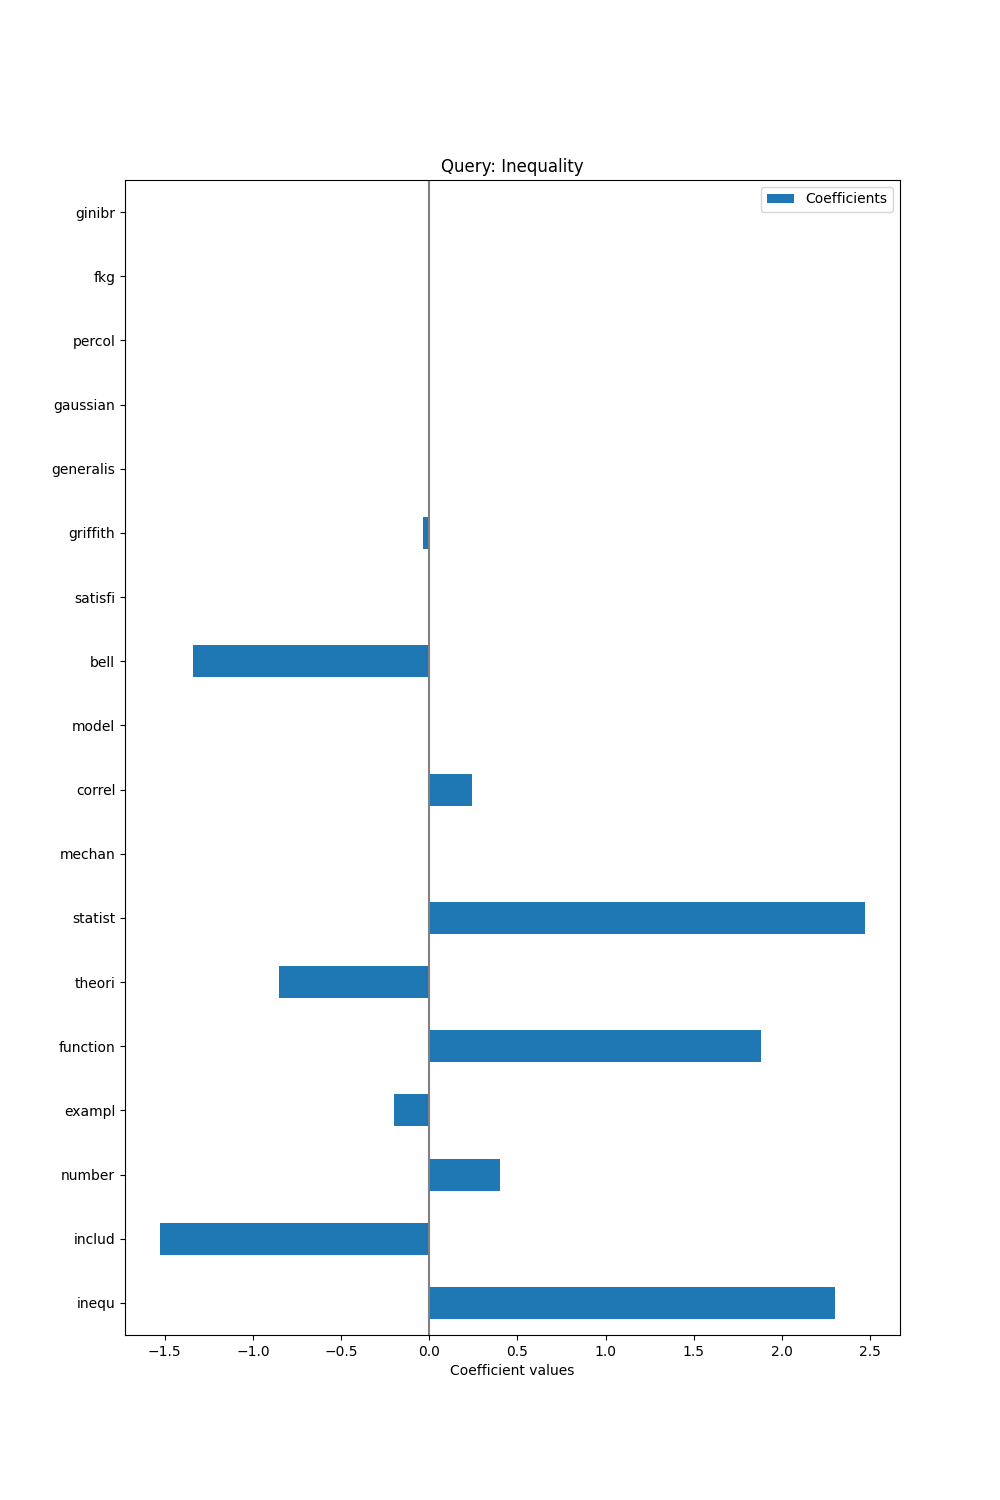 Query: Inequality
Coefficients
ginibr
fkg
percol
gaussian
generalis
griffith
satisfi
bell
model
correl
mechan
statist
theori
function
exampl
number
includ
inequ
−1.5 −1.0 −0.5 0.0 0.5 1.0 1.5 2.0 2.5
Coefficient values